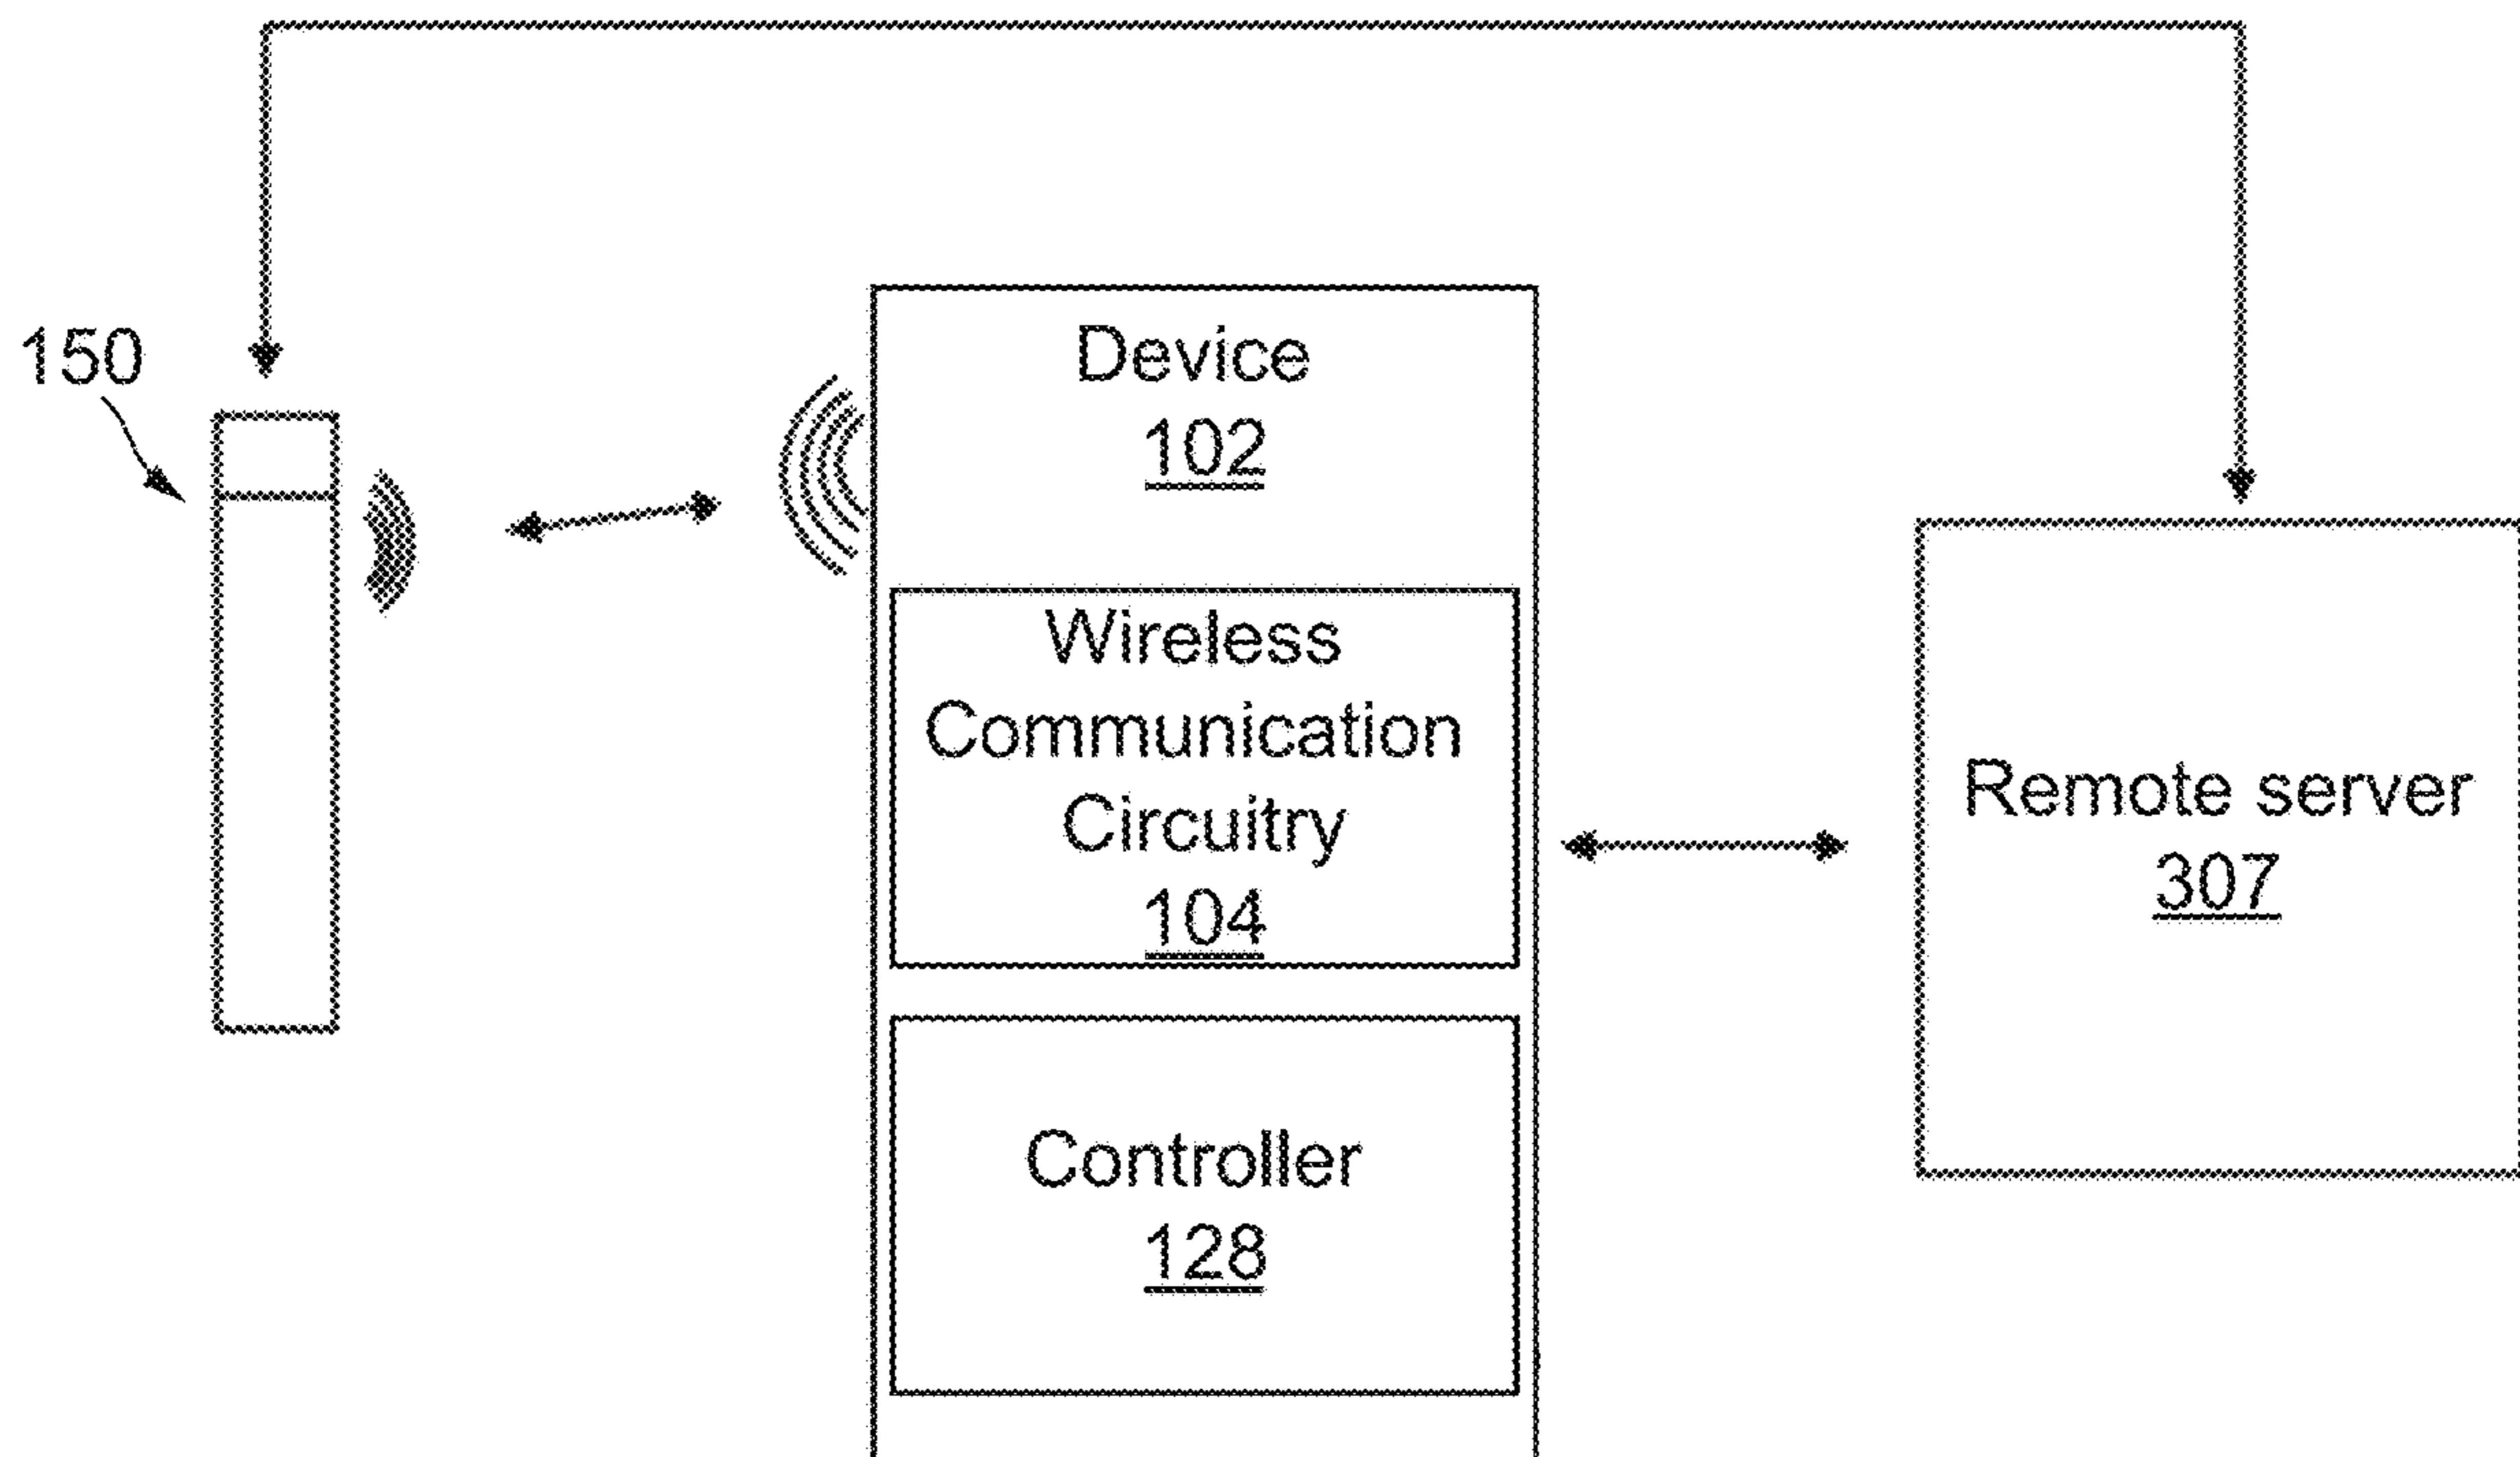 150
Device
102
Wireless
Communication
Circuitry
104
Controller
128
Remote server
307